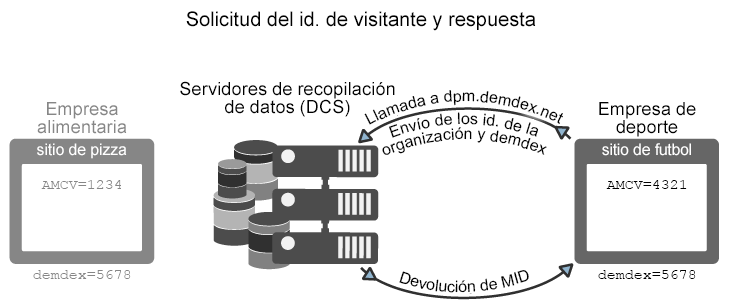 Solicitud del id. de visitante y respuesta
Empresa
alimentaria
sitio de pizza
AMCV=1234
demdex=5678
Servidores de recopilación
de datos (DCS)
Llamada a dpm.demdex.net
Envío de los id. de la
organización y demdex
Devolución de MID
Empresa de
deporte
sitio de futbol
AMCV=4321
demdex=5678